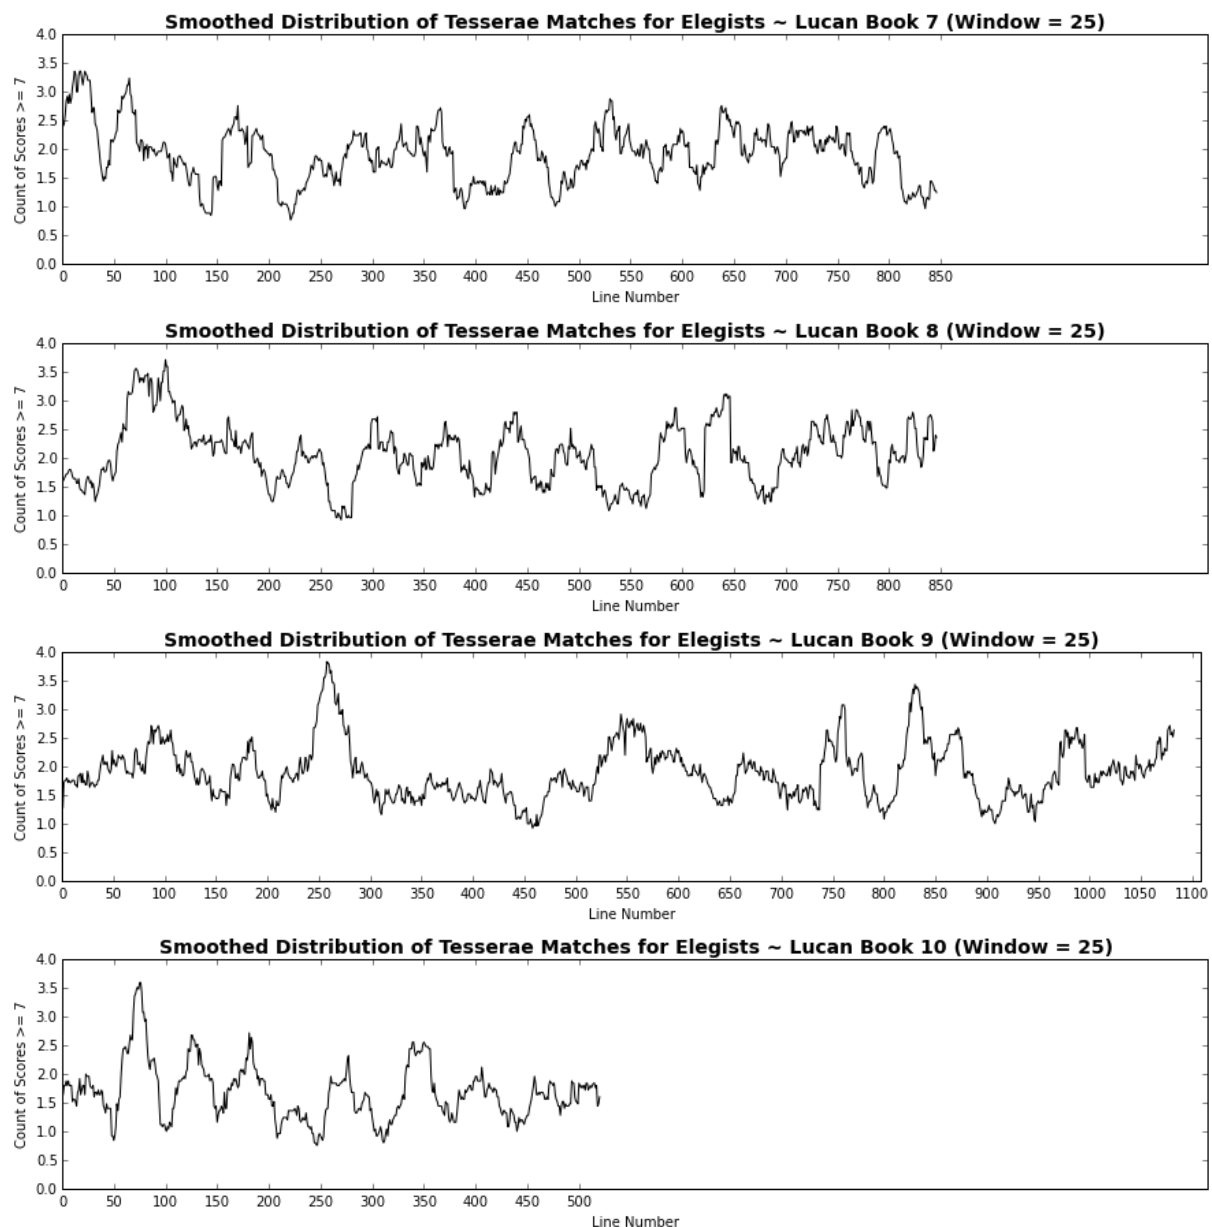 Smoothed Distribution of Tesserae Matches for Elegists ~ Lucan Book 7 (Window = 25)
4.0
3.5
3.0
2.5
2.0
1.5
1.0
0.5
0.0
Count of Scores >= 7
0 50 100 150 200 250 300 350 400 450 500 550 600 650 700 750 800 850
Line Number
Smoothed Distribution of Tesserae Matches for Elegists ~ Lucan Book 8 (Window = 25)
4.0
3.5
3.0
2.5
2.0
1.5
1.0
0.5
0.0
Count of Scores >= 7
0 50 100 150 200 250 300 350 400 450 500 550 600 650 700 750 800 850
Line Number
Smoothed Distribution of Tesserae Matches for Elegists ~ Lucan Book 9 (Window = 25)
4.0
3.5
3.0
2.5
2.0
1.5
1.0
0.5
0.0
Count of Scores >= 7
0 50 100 150 200 250 300 350 400 450 500 550 600 650 700 750 800 850 900 950 1000 1050 1100
Line Number
Smoothed Distribution of Tesserae Matches for Elegists ~ Lucan Book 10 (Window = 25)
4.0
3.5
3.0
2.5
2.0
1.5
1.0
0.5
0.0
Count of Scores >= 7
0 50 100 150 200 250 300 350 400 450 500
Line Number